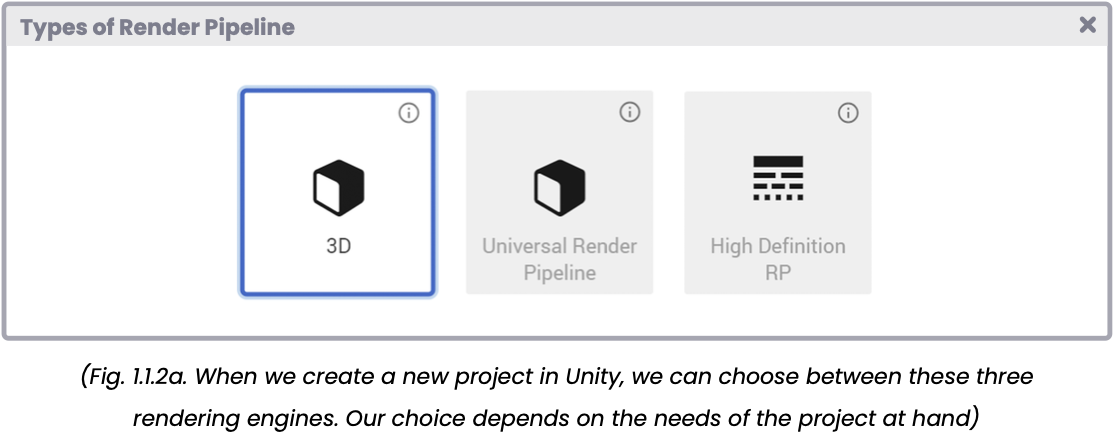 Types of Render Pipeline
3D
Universal Render
Pipeline
High Definition
RP
(Fig. 1.1.2a. When we create a new project in Unity, we can choose between these three
rendering engines. Our choice depends on the needs of the project at hand)